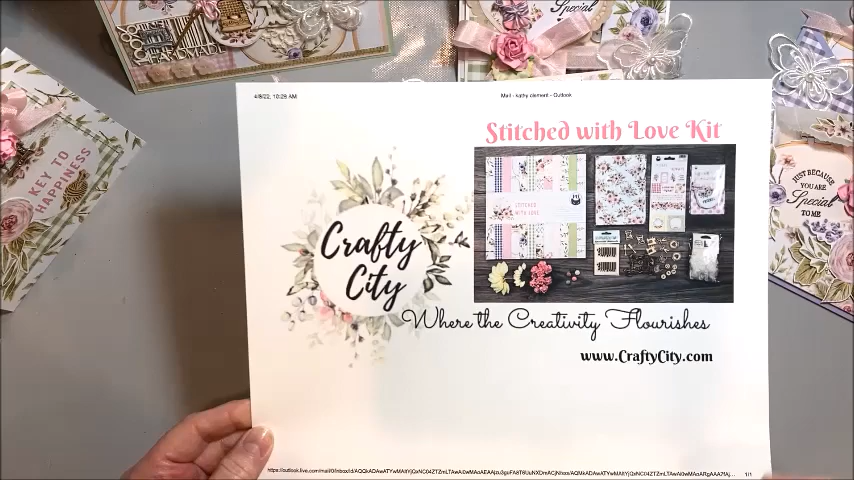 HANDMADE
Special
4/8/22, 10:29 AM
Mail - kathy clement - Outlook
Stitched with Love Kit
STITCHED
WITH LOVE
Crafty
City
Where the Creativity Flourishes
www.CraftyCity.com
1/1
KEY TO
HAPPINESS
JUST BECAUSE
YOU ARE
Special
TO ME